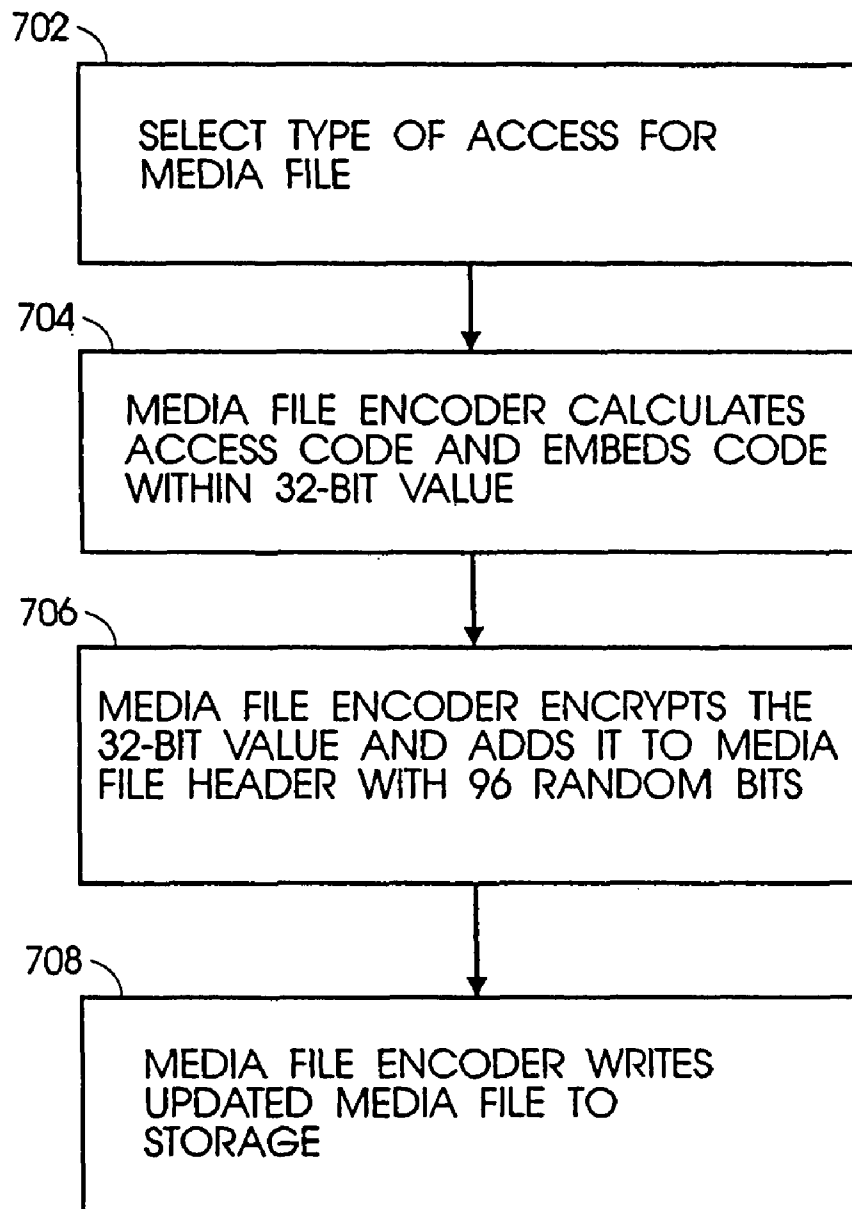 702
SELECT TYPE OF ACCESS FOR
MEDIA FILE
704
MEDIA FILE ENCODER CALCULATES
ACCESS CODE AND EMBEDS CODE
WITHIN 32-BIT VALUE
706
MEDIA FILE ENCODER ENCRYPTS THE
32-BIT VALUE AND ADDS IT TO MEDIA
FILE HEADER WITH 96 RANDOM BITS
708
MEDIA FILE ENCODER WRITES
UPDATED MEDIA FILE TO
STORAGE